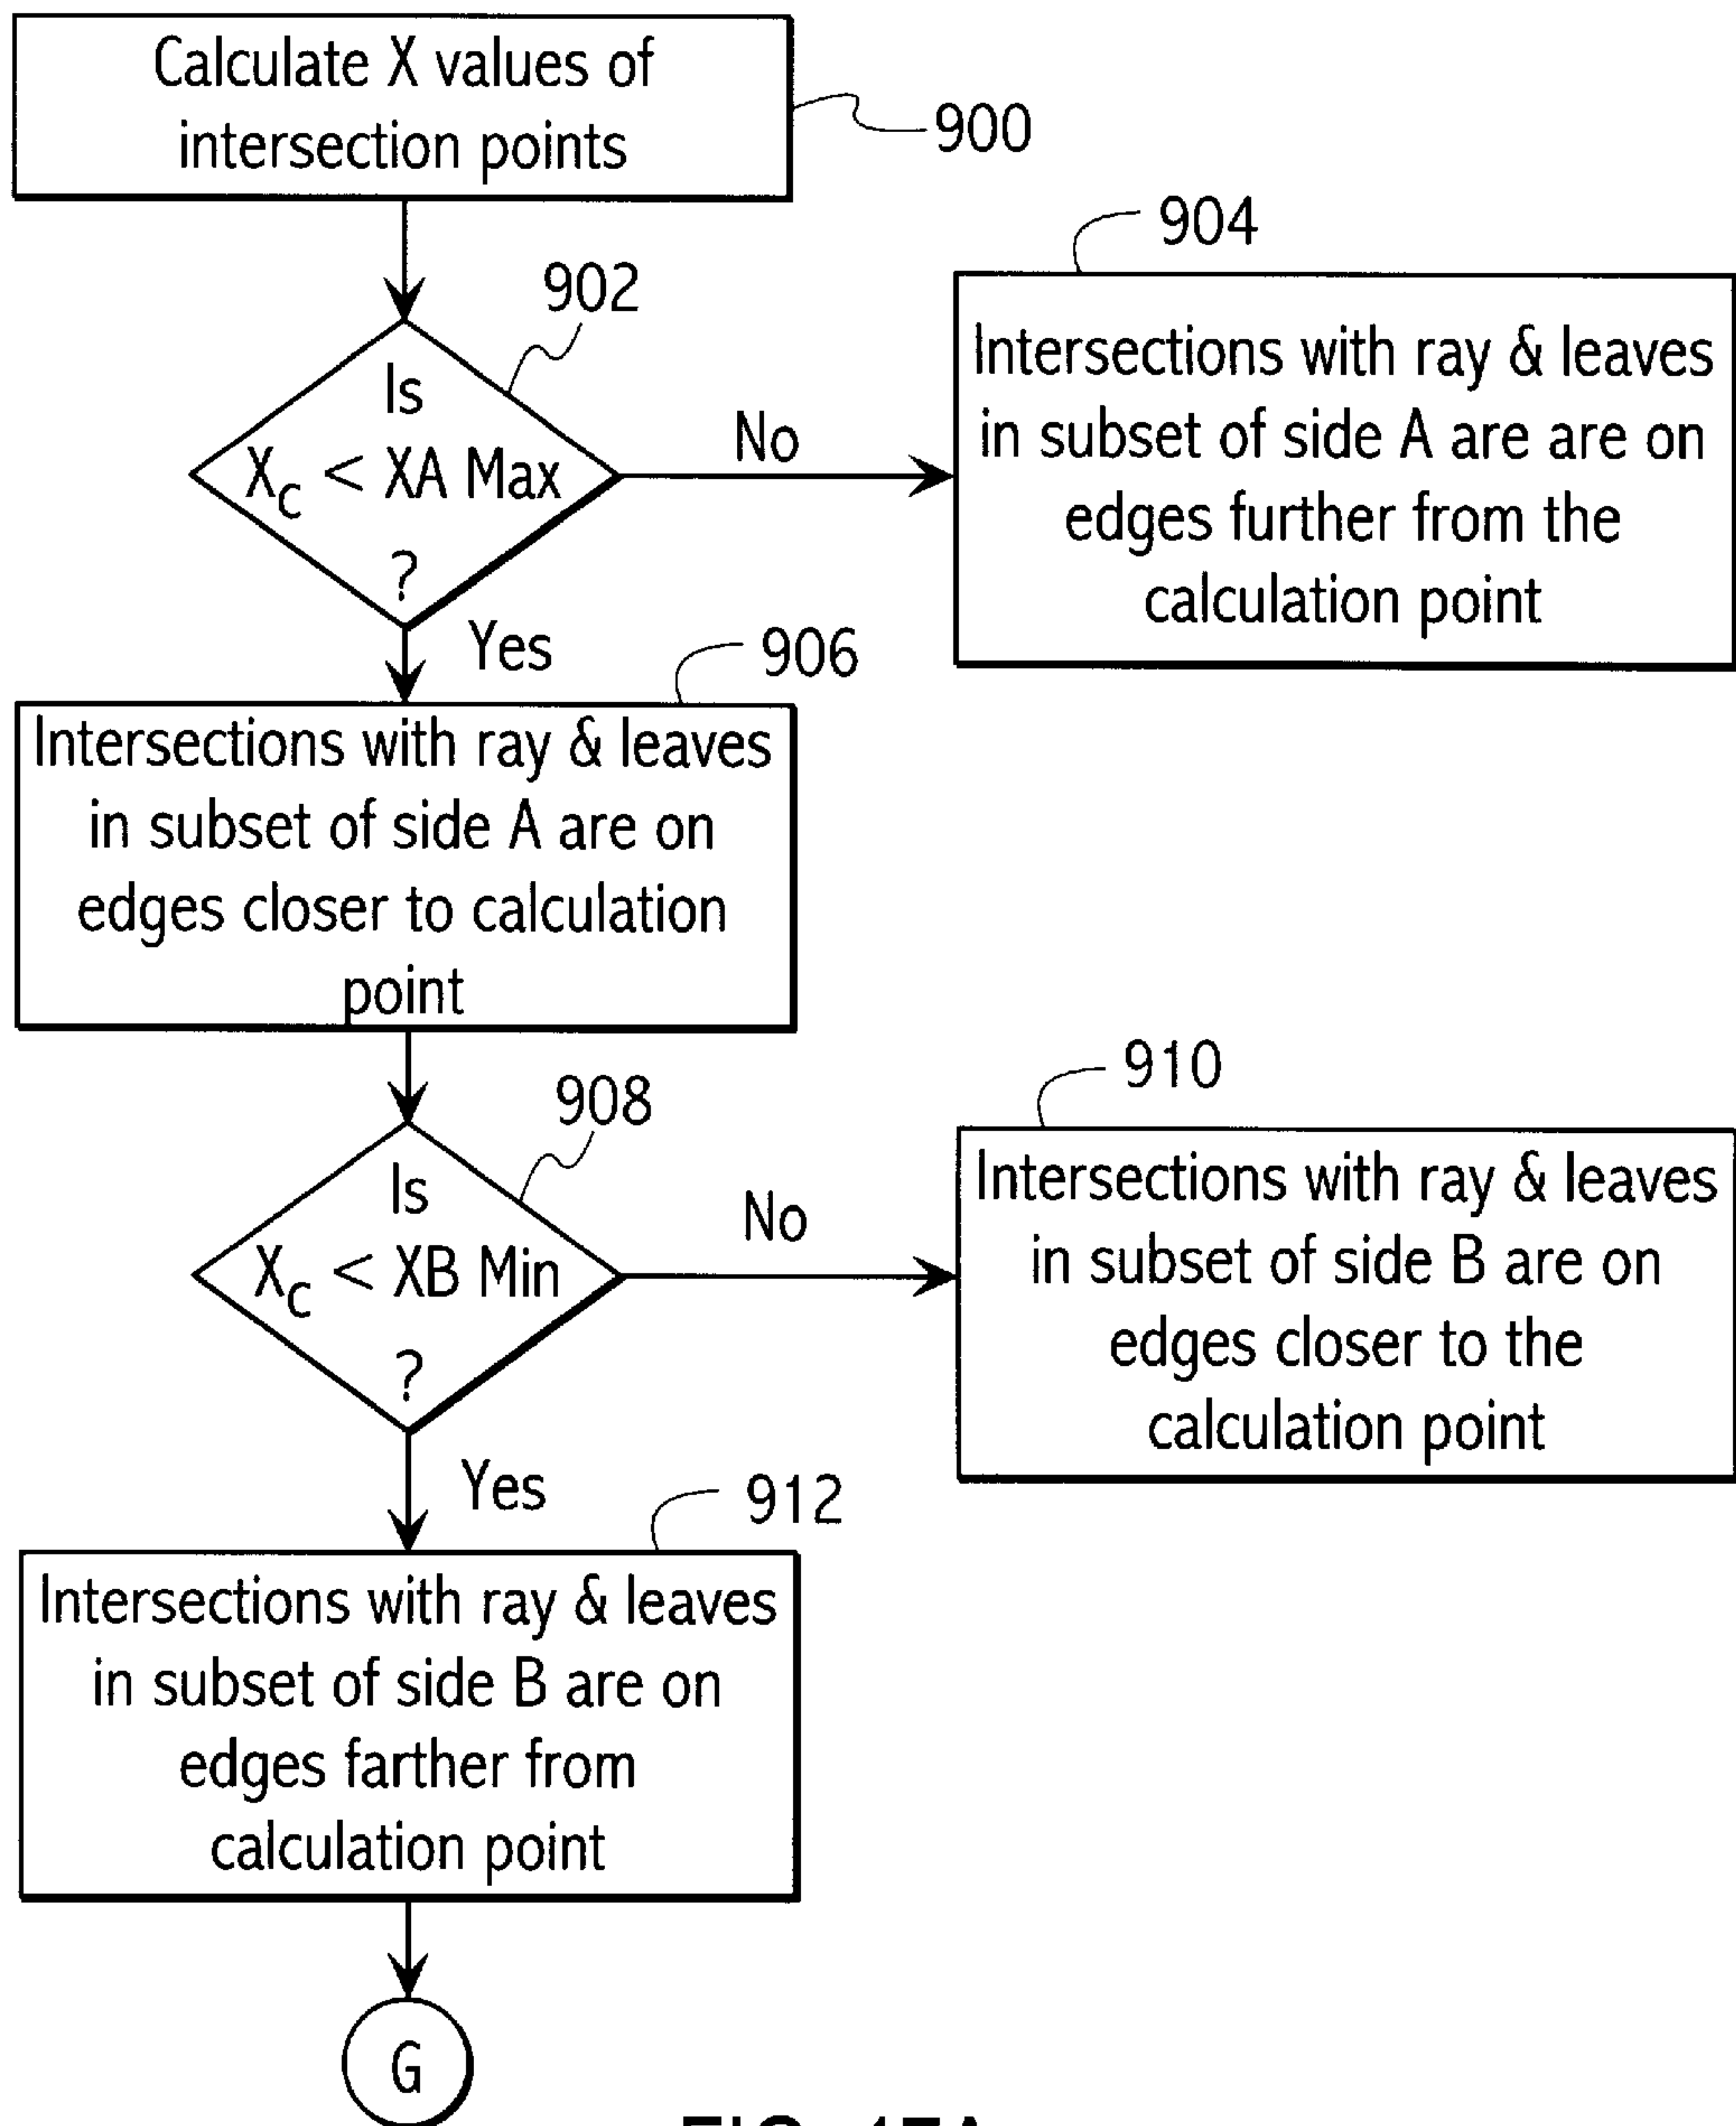 Calculate X values of
intersection points
900
902
Is
Xc < XA Max
?
No
904
Intersections with ray & leaves
in subset of side A are are on
edges further from the
calculation point
Yes
906
Intersections with ray & leaves
in subset of side A are on
edges closer to calculation
point
908
Is
Xc < XB Min
?
No
910
Intersections with ray & leaves
in subset of side B are on
edges closer to the
calculation point
Yes
912
Intersections with ray & leaves
in subset of side B are on
edges farther from
calculation point
G